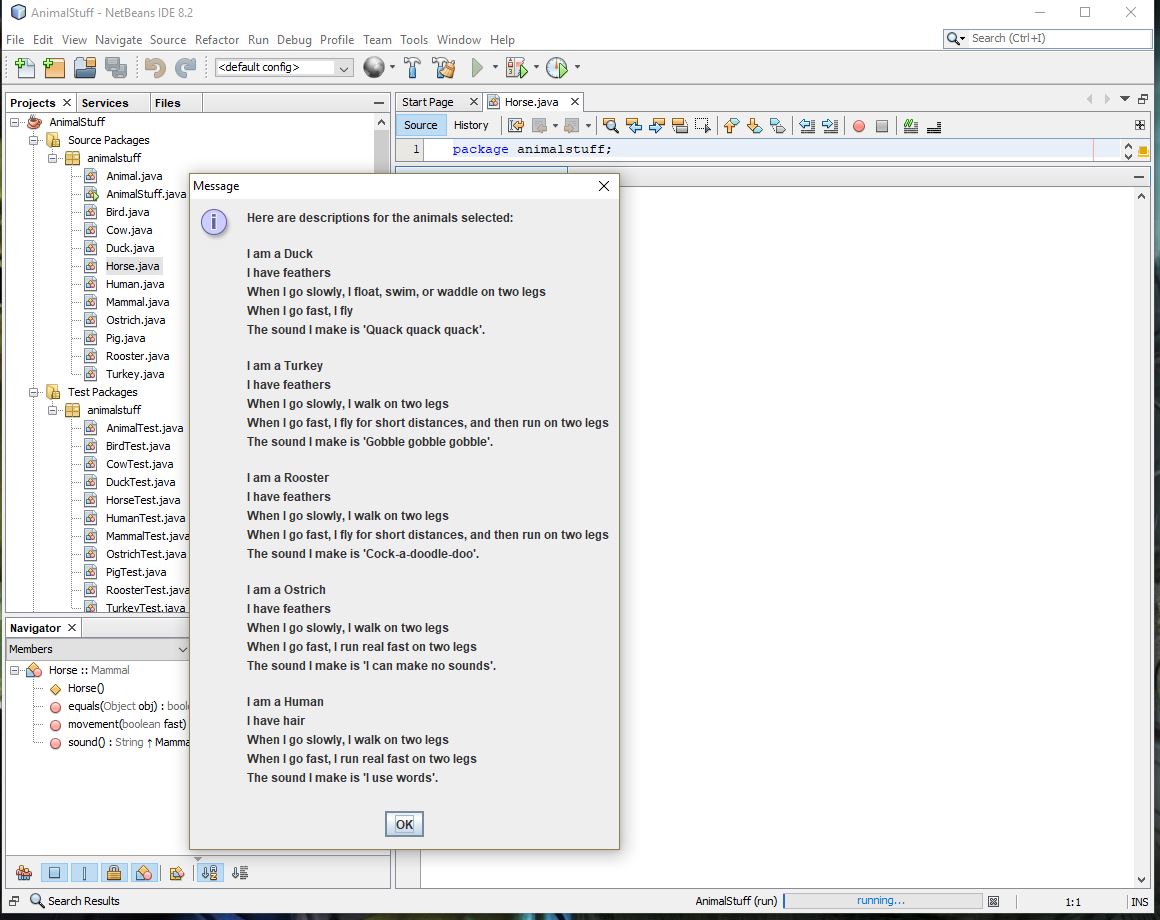 AnimalStuff - NetBeans IDE 8.2
File Edit View Navigate Source Refactor Run Debug Profile Team Tools Window Help
Search (Ctrl+I)
<default config>
Projects Services Files
Start Page Horse.java
AnimalStuff
Source Packages
animalstuff
Animal.java
AnimalStuff.java
Bird.java
Cow.java
Duck.java
Horse.java
Human.java
Mammal.java
Ostrich.java
Pig.java
Rooster.java
Turkey.java
Test Packages
animalstuff
AnimalTest.java
BirdTest.java
CowTest.java
DuckTest.java
HorseTest.java
HumanTest.java
MammalTest.java
OstrichTest.java
PigTest.java
RoosterTest.java
TurkeyTest.java
Source History
1 package animalstuff;
Message
Here are descriptions for the animals selected:
I am a Duck
I have feathers
When I go slowly, I float, swim, or waddle on two legs
When I go fast, I fly
The sound I make is 'Quack quack quack'.
I am a Turkey
I have feathers
When I go slowly, I walk on two legs
When I go fast, I fly for short distances, and then run on two legs
The sound I make is 'Gobble gobble gobble'.
I am a Rooster
I have feathers
When I go slowly, I walk on two legs
When I go fast, I fly for short distances, and then run on two legs
The sound I make is 'Cock-a-doodle-doo'.
I am a Ostrich
I have feathers
When I go slowly, I walk on two legs
When I go fast, I run real fast on two legs
The sound I make is 'I can make no sounds'.
I am a Human
I have hair
When I go slowly, I walk on two legs
When I go fast, I run real fast on two legs
The sound I make is 'I use words'.
OK
Navigator
Members
Horse :: Mammal
Horse()
equals(Object obj) : bool
movement(boolean fast)
sound() : String ↑ Mamma
Search Results
AnimalStuff (run) running... 1:1 INS